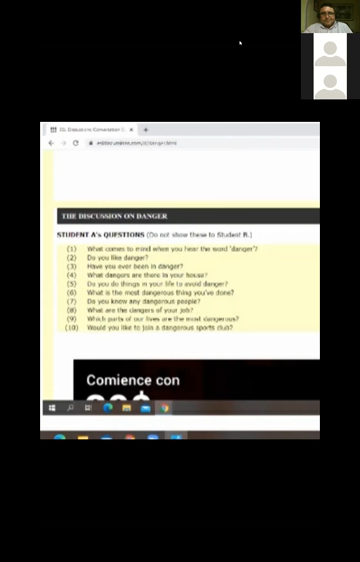 THE DISCUSSION ON DANGER
STUDENT A's QUESTIONS (Do not show these to Student B.)
(1) What comes to mind when you hear the word 'danger'?
(2) Do you like danger?
(3) Have you ever been in danger?
(4) What dangers are there in your house?
(5) Do you do things in your life to avoid danger?
(6) What is the most dangerous thing you've done?
(7) Do you know any dangerous people?
(8) What are the dangers of your job?
(9) Which parts of our lives are the most dangerous?
(10) Would you like to join a dangerous sports club?
Comience con